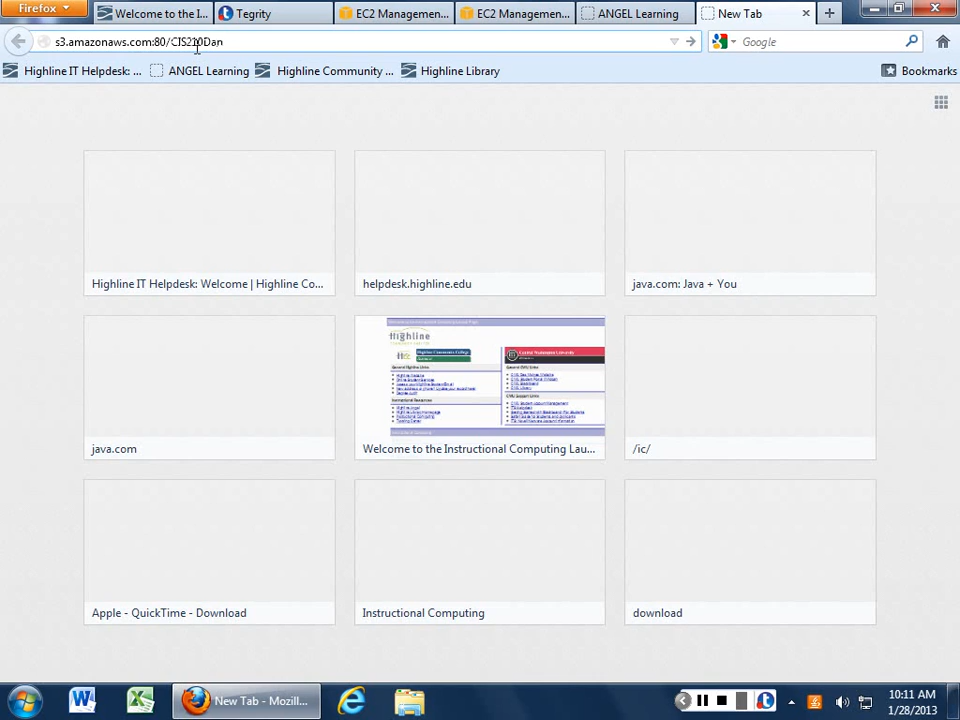 Firefox
Welcome to the I...
Tegrity
EC2 Managemen...
EC2 Managemen...
ANGEL Learning
New Tab
s3.amazonaws.com:80/CIS210Dan
Google
Highline IT Helpdesk: ...
ANGEL Learning
Highline Community ...
Highline Library
Bookmarks
Highline IT Helpdesk: Welcome | Highline Co...
helpdesk.highline.edu
java.com: Java + You
Highline
java.com
Welcome to the Instructional Computing Lau...
/ic/
Apple - QuickTime - Download
Instructional Computing
download
New Tab - Mozill...
10:11 AM
1/28/2013